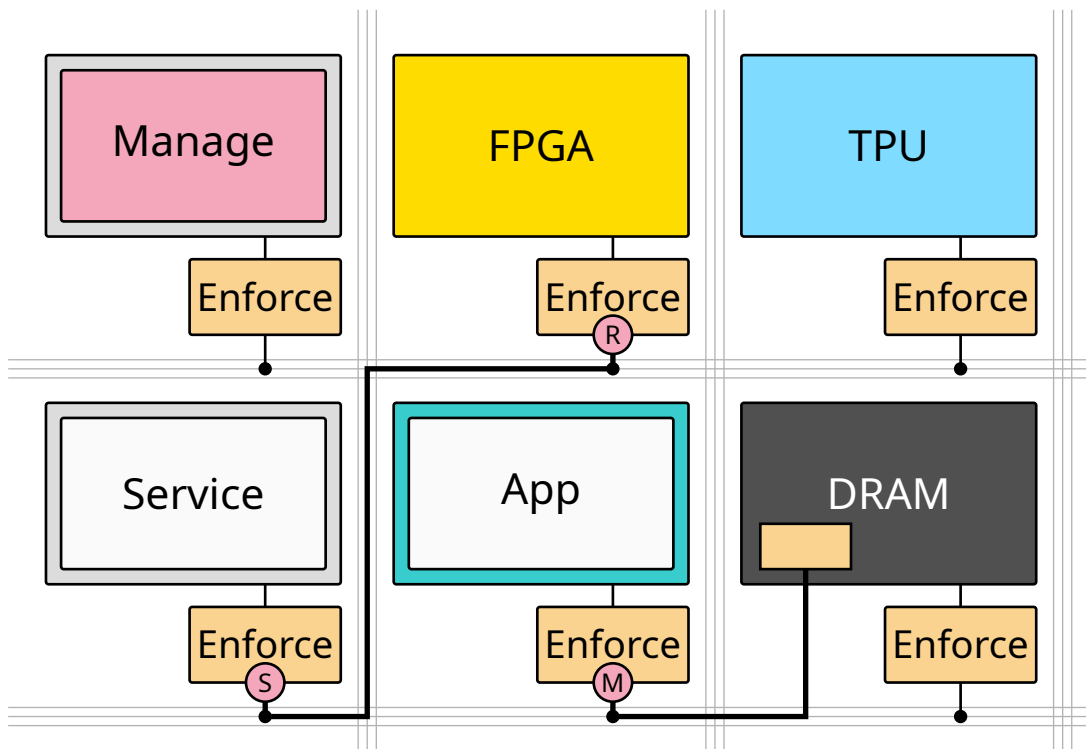 Manage
FPGA
TPU
Enforce
Enforce
Enforce
R
Service
App
DRAM
Enforce
Enforce
Enforce
S
M